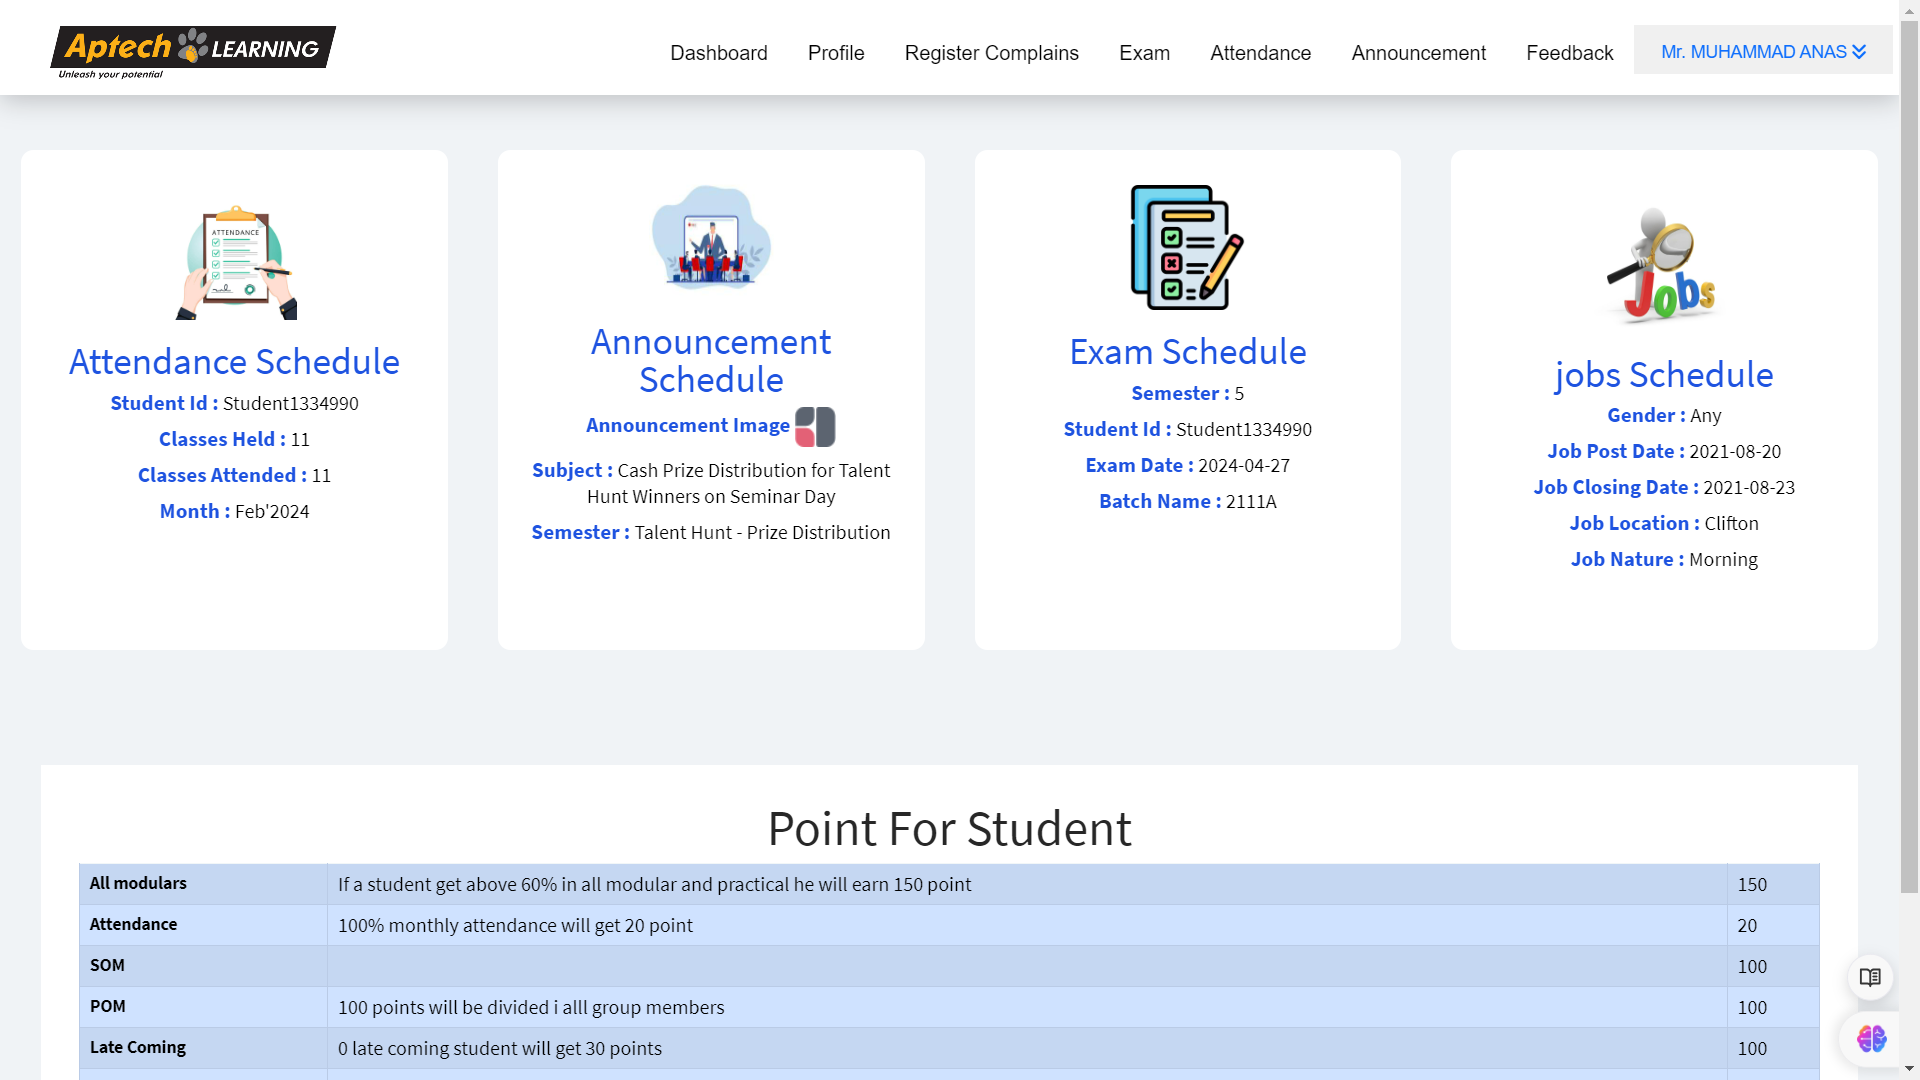 Aptech LEARNING
Unleash your potential
Dashboard
Profile
Register Complains
Exam
Attendance
Announcement
Feedback
Mr. MUHAMMAD ANAS
ATTENDANCE
Attendance Schedule
Student Id : Student1334990
Classes Held : 11
Classes Attended : 11
Month : Feb'2024
Announcement
Schedule
Announcement Image
Subject : Cash Prize Distribution for Talent
Hunt Winners on Seminar Day
Semester : Talent Hunt - Prize Distribution
Exam Schedule
Semester : 5
Student Id : Student1334990
Exam Date : 2024-04-27
Batch Name : 2111A
Jobs
jobs Schedule
Gender : Any
Job Post Date : 2021-08-20
Job Closing Date : 2021-08-23
Job Location : Clifton
Job Nature : Morning
Point For Student
All modulars If a student get above 60% in all modular and practical he will earn 150 point 150
Attendance 100% monthly attendance will get 20 point 20
SOM 100
POM 100 points will be divided i alll group members 100
Late Coming 0 late coming student will get 30 points 100